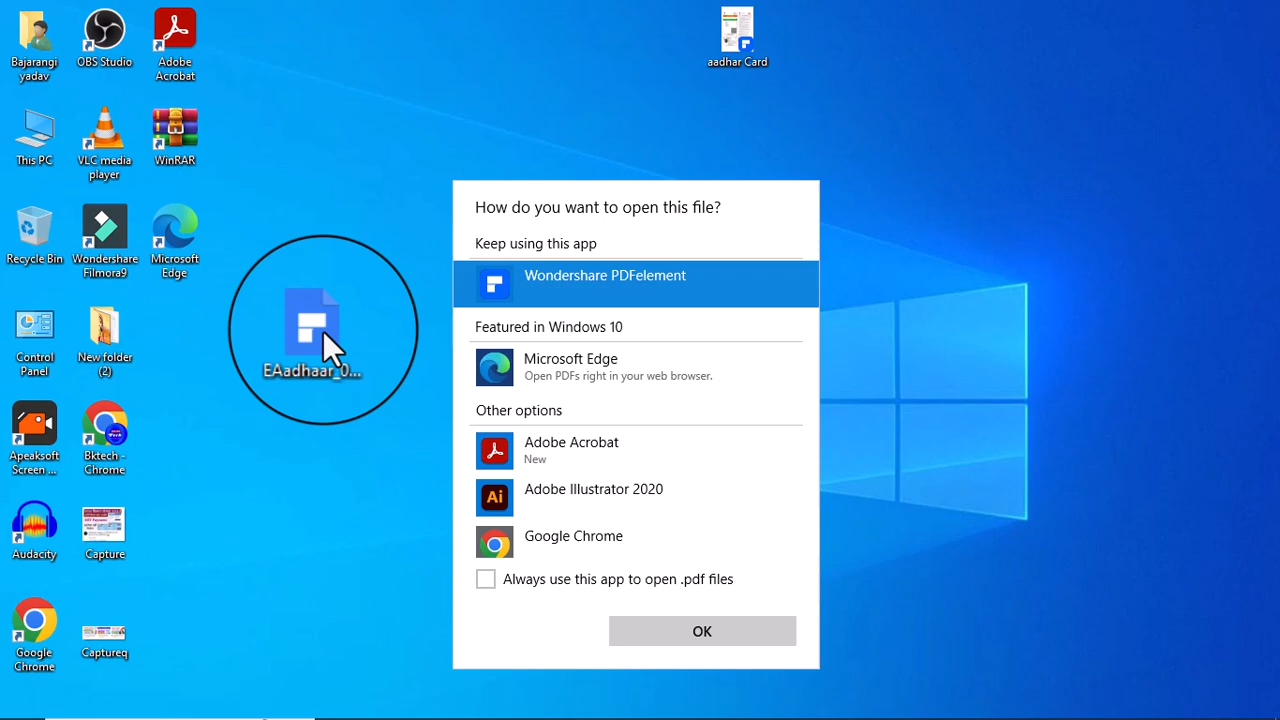 Bajarangi
yadav
OBS Studio
Adobe
Acrobat
aadhar Card
This PC
VLC media
player
WinRAR
Recycle Bin
Wondershare
Filmora9
Microsoft
Edge
Control
Panel
New folder
(2)
EAadhaar_0...
Apeaksoft
Screen ...
Bktech -
Chrome
Audacity
Capture
Google
Chrome
Captureq
How do you want to open this file?
Keep using this app
Wondershare PDFelement
Featured in Windows 10
Microsoft Edge
Open PDFs right in your web browser.
Other options
Adobe Acrobat
New
Ai
Adobe Illustrator 2020
Google Chrome
Always use this app to open .pdf files
OK